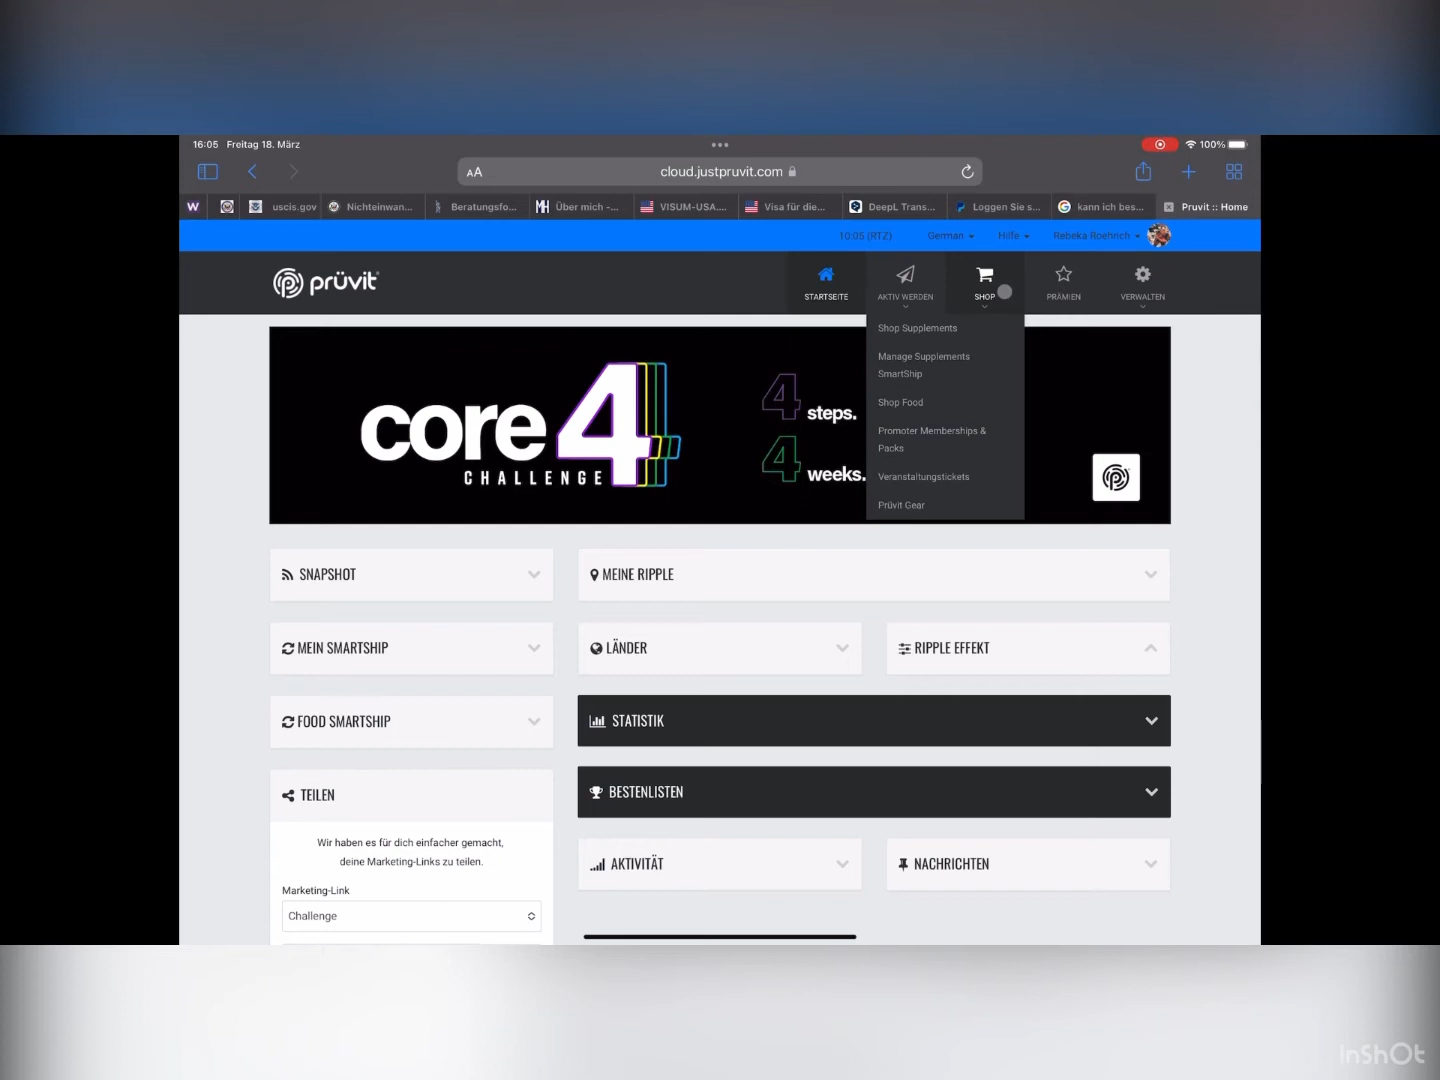 16:05 Freitag 18. März
100%
AA
cloud.justpruvit.com
W
uscis.gov
Nichteinwan...
Beratungsfo...
MH Über mich -...
VISUM-USA....
Visa für die...
DeepL Trans...
Loggen Sie s...
kann ich bes...
Pruvit :: Home
10:05 (RTZ)
German
Hilfe
Rebeka Roehrich
prüvit
STARTSEITE
AKTIV WERDEN
SHOP
PRÄMIEN
VERWALTEN
Shop Supplements
Manage Supplements
SmartShip
Shop Food
Promoter Memberships &
Packs
Veranstaltungstickets
Prüvit Gear
core 4
CHALLENGE
4 steps.
4 weeks.
SNAPSHOT
MEINE RIPPLE
MEIN SMARTSHIP
LÄNDER
RIPPLE EFFEKT
FOOD SMARTSHIP
STATISTIK
BESTENLISTEN
TEILEN
Wir haben es für dich einfacher gemacht,
deine Marketing-Links zu teilen.
Marketing-Link
Challenge
AKTIVITÄT
NACHRICHTEN
InShOt